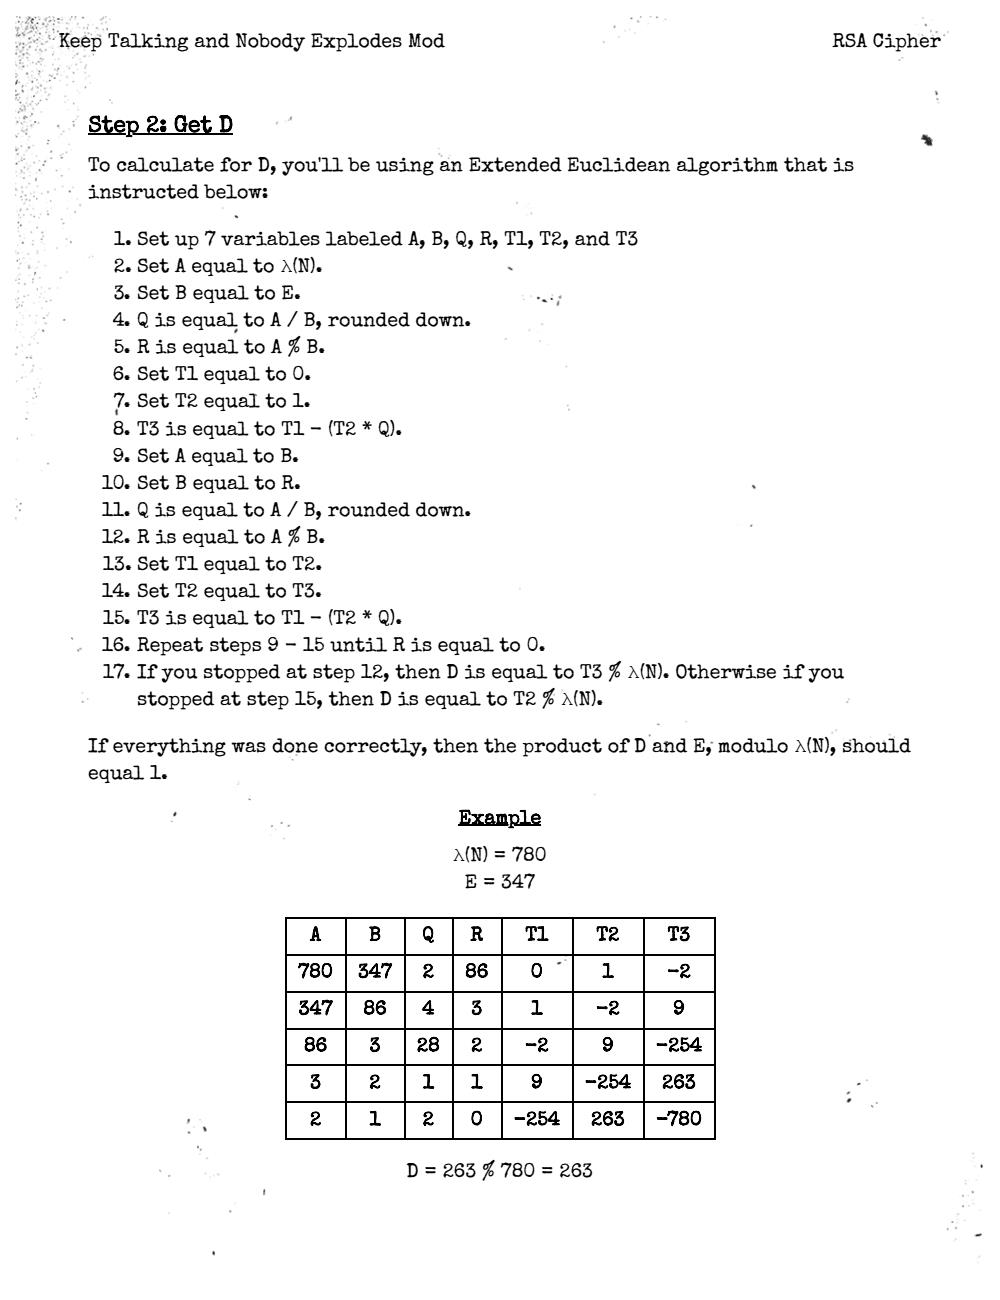 Keep Talking and Nobody Explodes Mod RSA Cipher
Step 2: Get D
To calculate for D, you'll be using an Extended Euclidean algorithm that is
instructed below:
1. Set up 7 variables labeled A, B, Q, R, T1, T2, and T3
2. Set A equal to λ(N).
3. Set B equal to E.
4. Q is equal to A / B, rounded down.
5. R is equal to A % B.
6. Set T1 equal to 0.
7. Set T2 equal to 1.
8. T3 is equal to T1 – (T2 * Q).
9. Set A equal to B.
10. Set B equal to R.
11. Q is equal to A / B, rounded down.
12. R is equal to A % B.
13. Set T1 equal to T2.
14. Set T2 equal to T3.
15. T3 is equal to T1 – (T2 * Q).
16. Repeat steps 9 – 15 until R is equal to 0.
17. If you stopped at step 12, then D is equal to T3 % λ(N). Otherwise if you
stopped at step 15, then D is equal to T2 % λ(N).
If everything was done correctly, then the product of D and E, modulo λ(N), should
equal 1.
Example
λ(N) = 780
E = 347
A B Q R T1 T2 T3
780 347 2 86 0 1 -2
347 86 4 3 1 -2 9
86 3 28 2 -2 9 -254
3 2 1 1 9 -254 263
2 1 2 0 -254 263 -780
D = 263 % 780 = 263